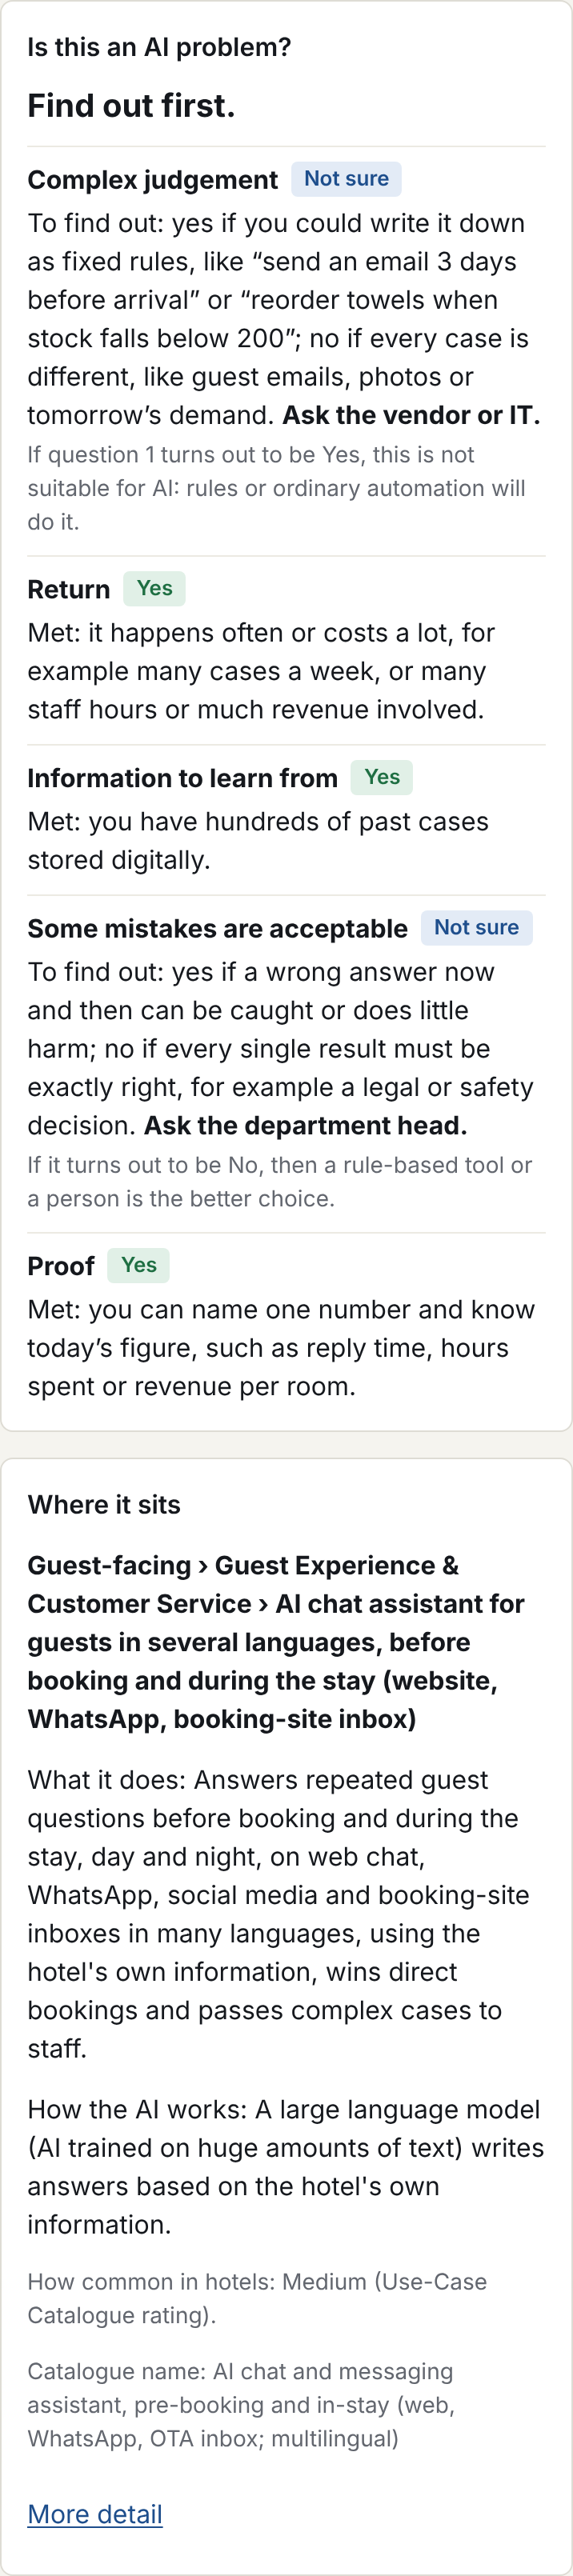 Is this an AI problem?
Find out first.
Complex judgement Not sure
To find out: yes if you could write it down
as fixed rules, like “send an email 3 days
before arrival” or “reorder towels when
stock falls below 200”; no if every case is
different, like guest emails, photos or
tomorrow’s demand. Ask the vendor or IT.
If question 1 turns out to be Yes, this is not
suitable for AI: rules or ordinary automation will
do it.
Return Yes
Met: it happens often or costs a lot, for
example many cases a week, or many
staff hours or much revenue involved.
Information to learn from Yes
Met: you have hundreds of past cases
stored digitally.
Some mistakes are acceptable Not sure
To find out: yes if a wrong answer now
and then can be caught or does little
harm; no if every single result must be
exactly right, for example a legal or safety
decision. Ask the department head.
If it turns out to be No, then a rule-based tool or
a person is the better choice.
Proof Yes
Met: you can name one number and know
today’s figure, such as reply time, hours
spent or revenue per room.
Where it sits
Guest-facing › Guest Experience &
Customer Service › AI chat assistant for
guests in several languages, before
booking and during the stay (website,
WhatsApp, booking-site inbox)
What it does: Answers repeated guest
questions before booking and during the
stay, day and night, on web chat,
WhatsApp, social media and booking-site
inboxes in many languages, using the
hotel's own information, wins direct
bookings and passes complex cases to
staff.
How the AI works: A large language model
(AI trained on huge amounts of text) writes
answers based on the hotel's own
information.
How common in hotels: Medium (Use-Case
Catalogue rating).
Catalogue name: AI chat and messaging
assistant, pre-booking and in-stay (web,
WhatsApp, OTA inbox; multilingual)
More detail